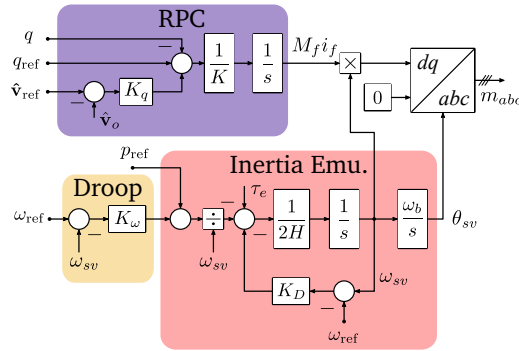 RPC
q
q_ref
v̂_ref
−
−
v̂_o
K_q
1/K
1/s
M_f i_f
×
0
dq
abc
m_abc
p_ref
Inertia Emu.
Droop
ω_ref
−
ω_sv
K_ω
÷
ω_sv
−
τ_e
−
1/2H
1/s
ω_b/s
θ_sv
K_D
ω_sv
−
ω_ref